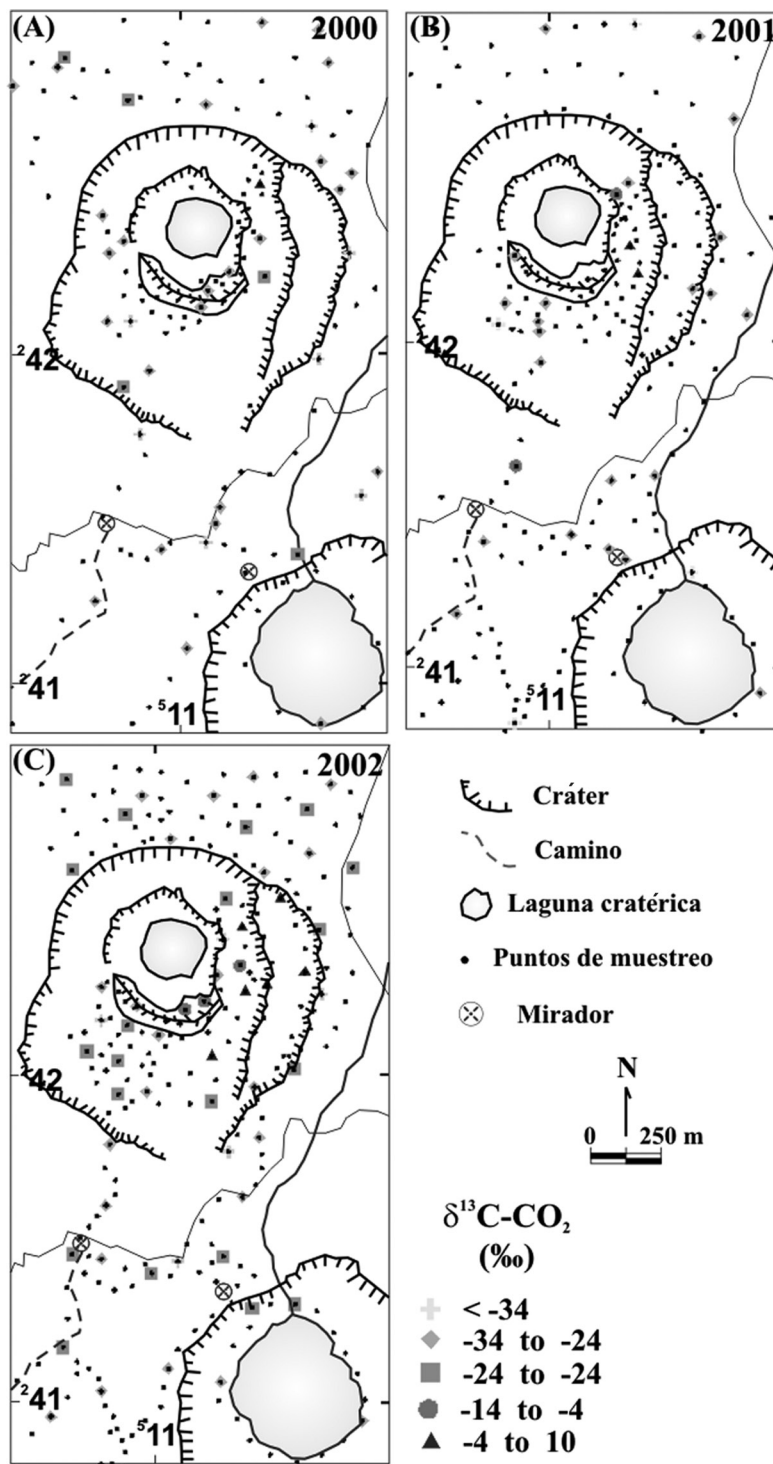 (A)
2000
²42
²41
⁵11
(B)
2001
²42
²41
⁵11
(C)
2002
²42
²41
⁵11
Cráter
Camino
Laguna cratérica
Puntos de muestreo
Mirador
N
0 250 m
δ¹³C-CO₂
(‰)
< -34
-34 to -24
-24 to -24
-14 to -4
-4 to 10